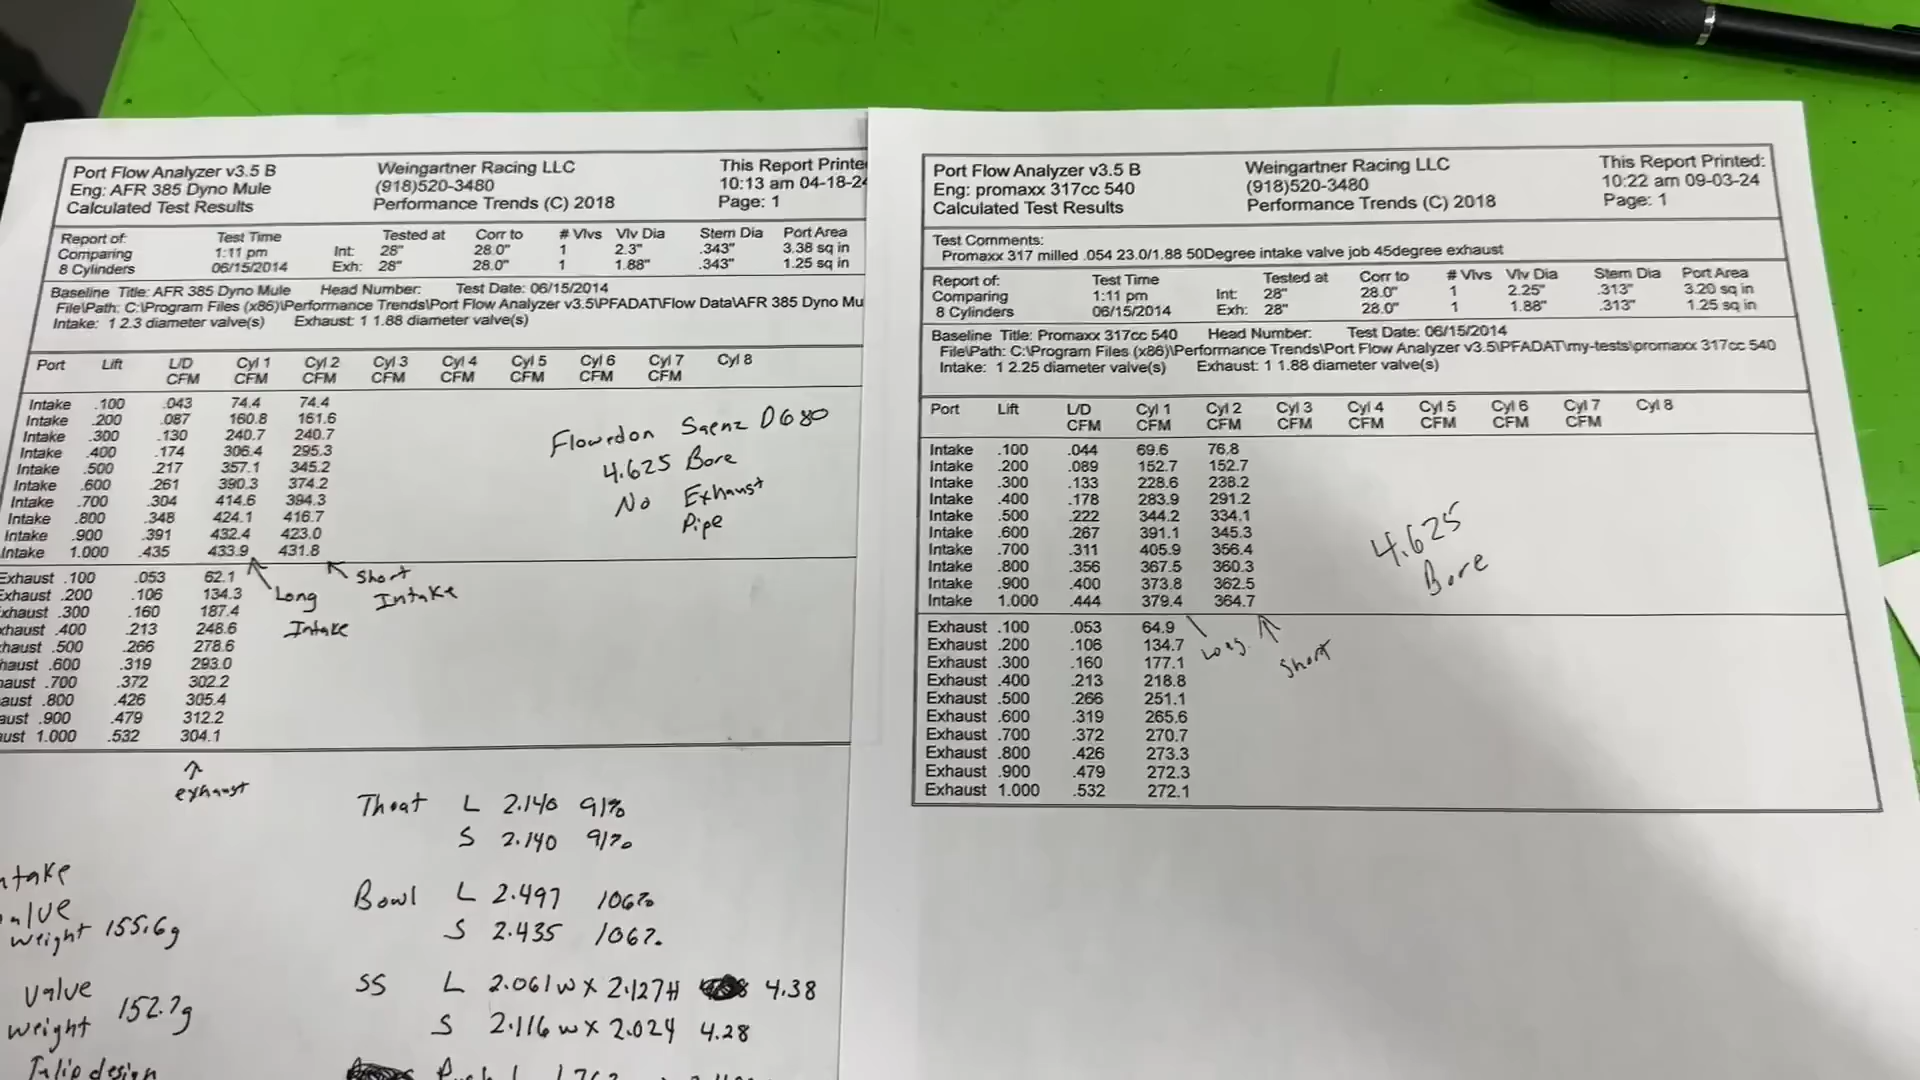 Port Flow Analyzer v3.5 B Weingartner Racing LLC This Report Printe
Eng: AFR 385 Dyno Mule (918)520-3480 10:13 am 04-18-24
Calculated Test Results Performance Trends (C) 2018 Page: 1
Report of: Test Time Tested at Corr to # Vlvs Vlv Dia Stem Dia Port Area
Comparing 1:11 pm Int: 28" 28.0" 1 2.3" .343" 3.38 sq in
8 Cylinders 06/15/2014 Exh: 28" 28.0" 1 1.88" .343" 1.25 sq in
Baseline Title: AFR 385 Dyno Mule Head Number: Test Date: 06/15/2014
File\Path: C:\Program Files (x86)\Performance Trends\Port Flow Analyzer v3.5\PFADAT\Flow Data\AFR 385 Dyno Mu
Intake: 1 2.3 diameter valve(s) Exhaust: 1 1.88 diameter valve(s)
Port Lift L/D Cyl 1 Cyl 2 Cyl 3 Cyl 4 Cyl 5 Cyl 6 Cyl 7 Cyl 8
CFM CFM CFM CFM CFM CFM CFM CFM
Intake .100 .043 74.4 74.4
Intake .200 .087 160.8 161.6
Intake .300 .130 240.7 240.7
Intake .400 .174 306.4 295.3
Intake .500 .217 357.1 345.2
Intake .600 .261 390.3 374.2
Intake .700 .304 414.6 394.3
Intake .800 .348 424.1 416.7
Intake .900 .391 432.4 423.0
Intake 1.000 .435 433.9 431.8
Flowedon Saenz D680
4.625 Bore
No Exhaust
Pipe
Exhaust .100 .053 62.1
Exhaust .200 .106 134.3
xhaust .300 .160 187.4
xhaust .400 .213 248.6
haust .500 .266 278.6
haust .600 .319 293.0
aust .700 .372 302.2
aust .800 .426 305.4
aust .900 .479 312.2
ust 1.000 .532 304.1
Long
Intake
Short
Intake
exhaust
Thoat L 2.140 91%
S 2.140 91%
Bowl L 2.497 106%
S 2.435 106%
SS L 2.061W X 2.127H 4.38
S 2.116W X 2.024 4.28
ntake
alve
weight 155.6g
Valve
weight 152.7g
Tulip design
Port Flow Analyzer v3.5 B Weingartner Racing LLC This Report Printed:
Eng: promaxx 317cc 540 (918)520-3480 10:22 am 09-03-24
Calculated Test Results Performance Trends (C) 2018 Page: 1
Test Comments:
Promaxx 317 milled .054 23.0/1.88 50Degree intake valve job 45degree exhaust
Report of: Test Time Tested at Corr to # Vlvs Vlv Dia Stem Dia Port Area
Comparing 1:11 pm Int: 28" 28.0" 1 2.25" .313" 3.20 sq in
8 Cylinders 06/15/2014 Exh: 28" 28.0" 1 1.88" .313" 1.25 sq in
Baseline Title: Promaxx 317cc 540 Head Number: Test Date: 06/15/2014
File\Path: C:\Program Files (x86)\Performance Trends\Port Flow Analyzer v3.5\PFADAT\my-tests\promaxx 317cc 540
Intake: 1 2.25 diameter valve(s) Exhaust: 1 1.88 diameter valve(s)
Port Lift L/D Cyl 1 Cyl 2 Cyl 3 Cyl 4 Cyl 5 Cyl 6 Cyl 7 Cyl 8
CFM CFM CFM CFM CFM CFM CFM CFM
Intake .100 .044 69.6 76.8
Intake .200 .089 152.7 152.7
Intake .300 .133 228.6 238.2
Intake .400 .178 283.9 291.2
Intake .500 .222 344.2 334.1
Intake .600 .267 391.1 345.3
Intake .700 .311 405.9 356.4
Intake .800 .356 367.5 360.3
Intake .900 .400 373.8 362.5
Intake 1.000 .444 379.4 364.7
4.625
Bore
Exhaust .100 .053 64.9
Exhaust .200 .106 134.7
Exhaust .300 .160 177.1
Exhaust .400 .213 218.8
Exhaust .500 .266 251.1
Exhaust .600 .319 265.6
Exhaust .700 .372 270.7
Exhaust .800 .426 273.3
Exhaust .900 .479 272.3
Exhaust 1.000 .532 272.1
Long
Short